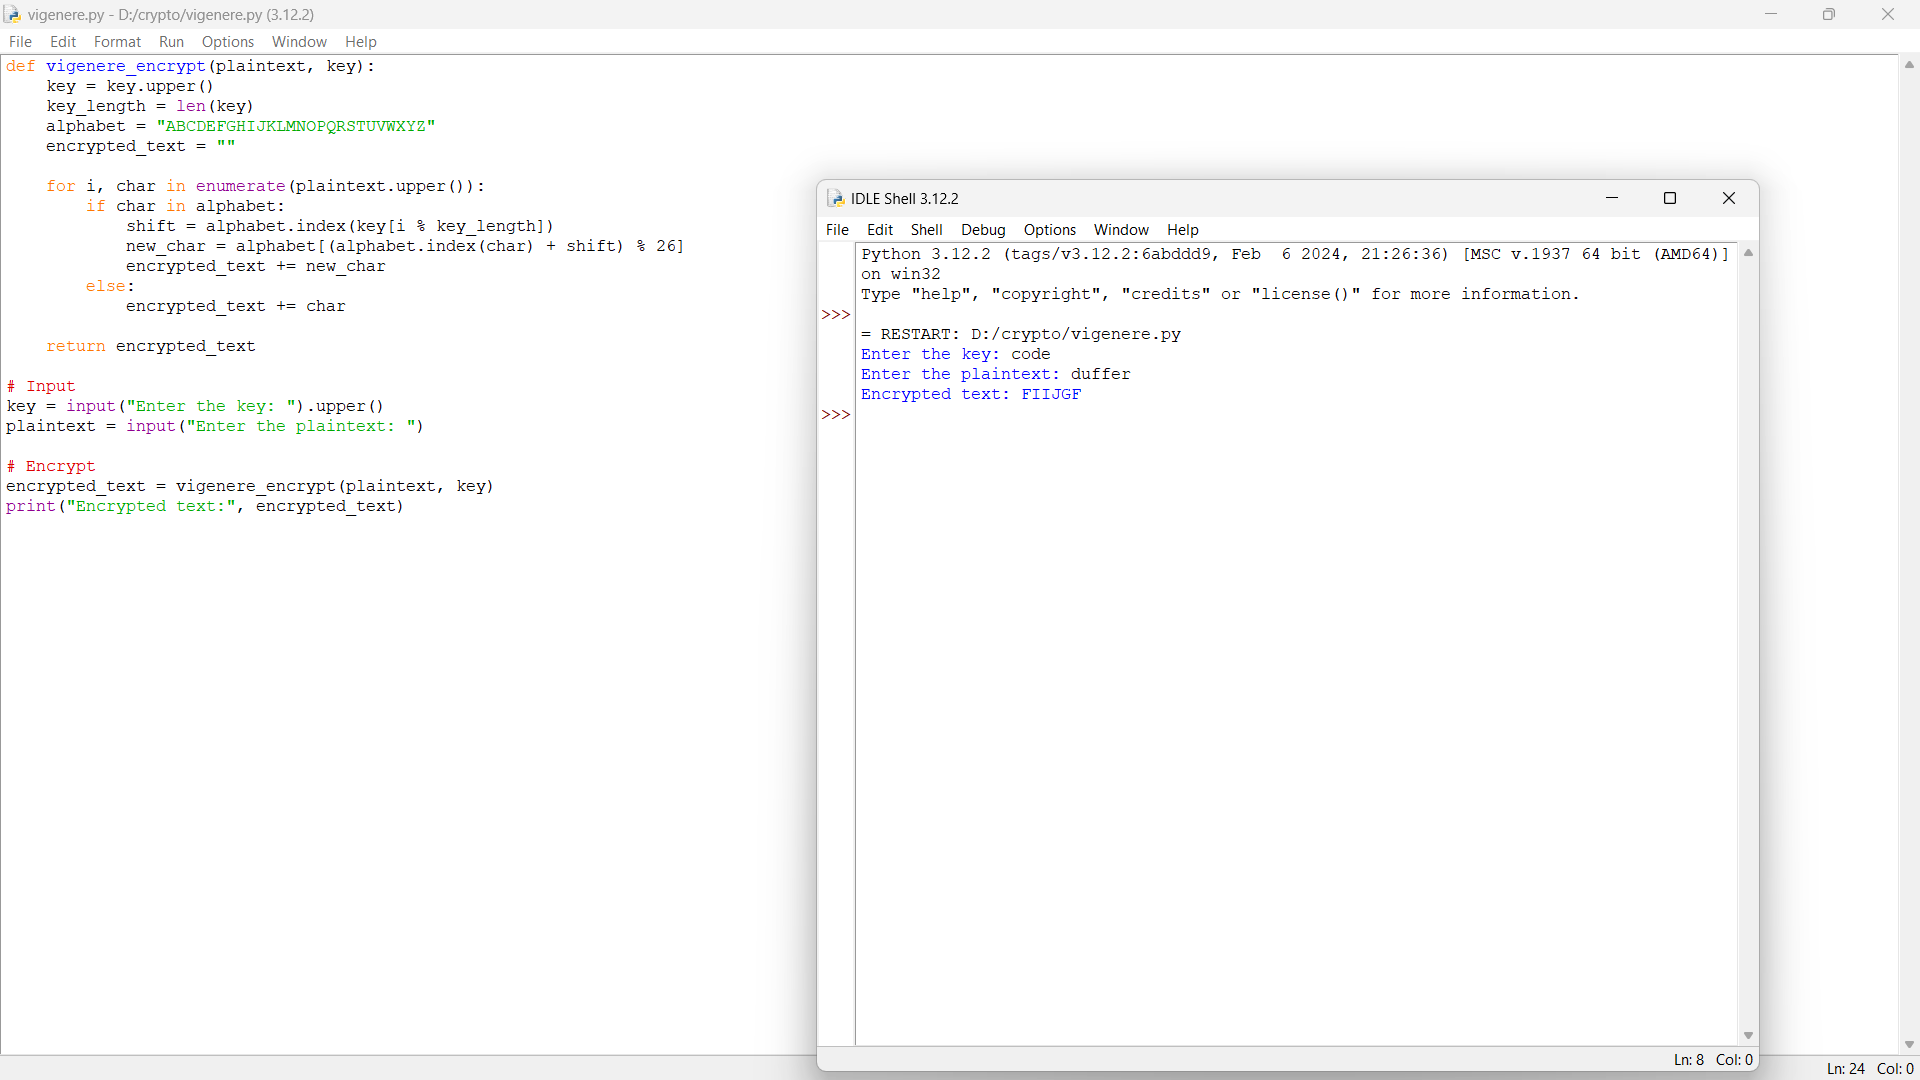 vigenere.py - D:/crypto/vigenere.py (3.12.2)
File Edit Format Run Options Window Help
def vigenere_encrypt(plaintext, key):
    key = key.upper()
    key_length = len(key)
    alphabet = "ABCDEFGHIJKLMNOPQRSTUVWXYZ"
    encrypted_text = ""

    for i, char in enumerate(plaintext.upper()):
        if char in alphabet:
            shift = alphabet.index(key[i % key_length])
            new_char = alphabet[(alphabet.index(char) + shift) % 26]
            encrypted_text += new_char
        else:
            encrypted_text += char

    return encrypted_text

# Input
key = input("Enter the key: ").upper()
plaintext = input("Enter the plaintext: ")

# Encrypt
encrypted_text = vigenere_encrypt(plaintext, key)
print("Encrypted text:", encrypted_text)
IDLE Shell 3.12.2
File Edit Shell Debug Options Window Help
Python 3.12.2 (tags/v3.12.2:6abddd9, Feb  6 2024, 21:26:36) [MSC v.1937 64 bit (AMD64)]
on win32
Type "help", "copyright", "credits" or "license()" for more information.
>>>
= RESTART: D:/crypto/vigenere.py
Enter the key: code
Enter the plaintext: duffer
Encrypted text: FIIJGF
>>>
Ln: 8 Col: 0
Ln: 24 Col: 0